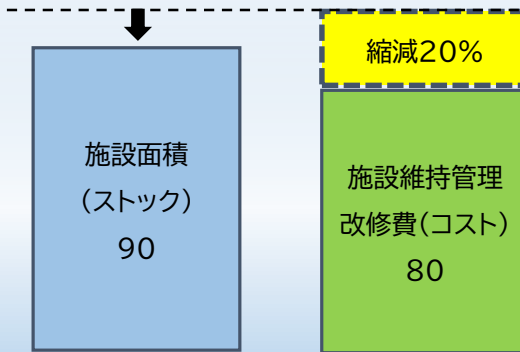 施設面積
(ストック)
90
縮減20%
施設維持管理
改修費(コスト)
80